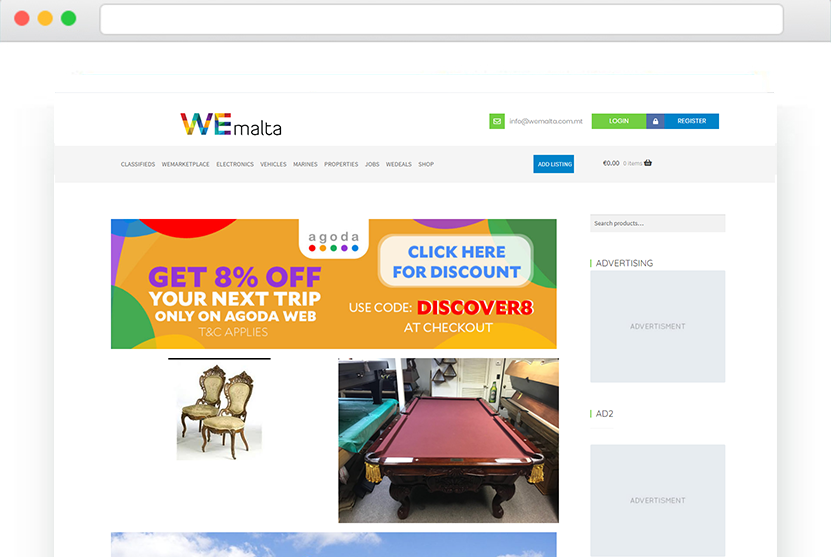 WEmalta
info@wemalta.com.mt
LOGIN
REGISTER
CLASSIFIEDS WEMARKETPLACE ELECTRONICS VEHICLES MARINES PROPERTIES JOBS WEDEALS SHOP
ADD LISTING
€0.00 0 items
Search products...
agoda
GET 8% OFF
YOUR NEXT TRIP
ONLY ON AGODA WEB
T&C APPLIES
CLICK HERE
FOR DISCOUNT
USE CODE: DISCOVER8
AT CHECKOUT
ADVERTISING
ADVERTISMENT
AD2
ADVERTISMENT